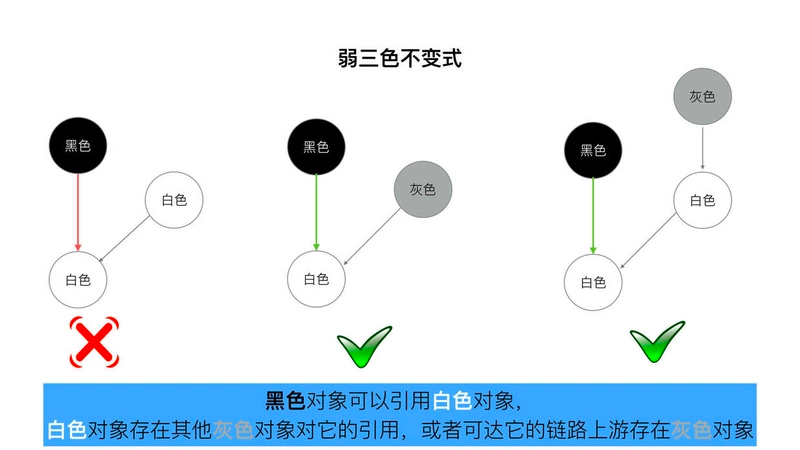 弱三色不变式
灰色
黑色
黑色
黑色
灰色
白色
白色
白色
白色
白色
黑色对象可以引用白色对象，
白色对象存在其他灰色对象对它的引用，或者可达它的链路上游存在灰色对象